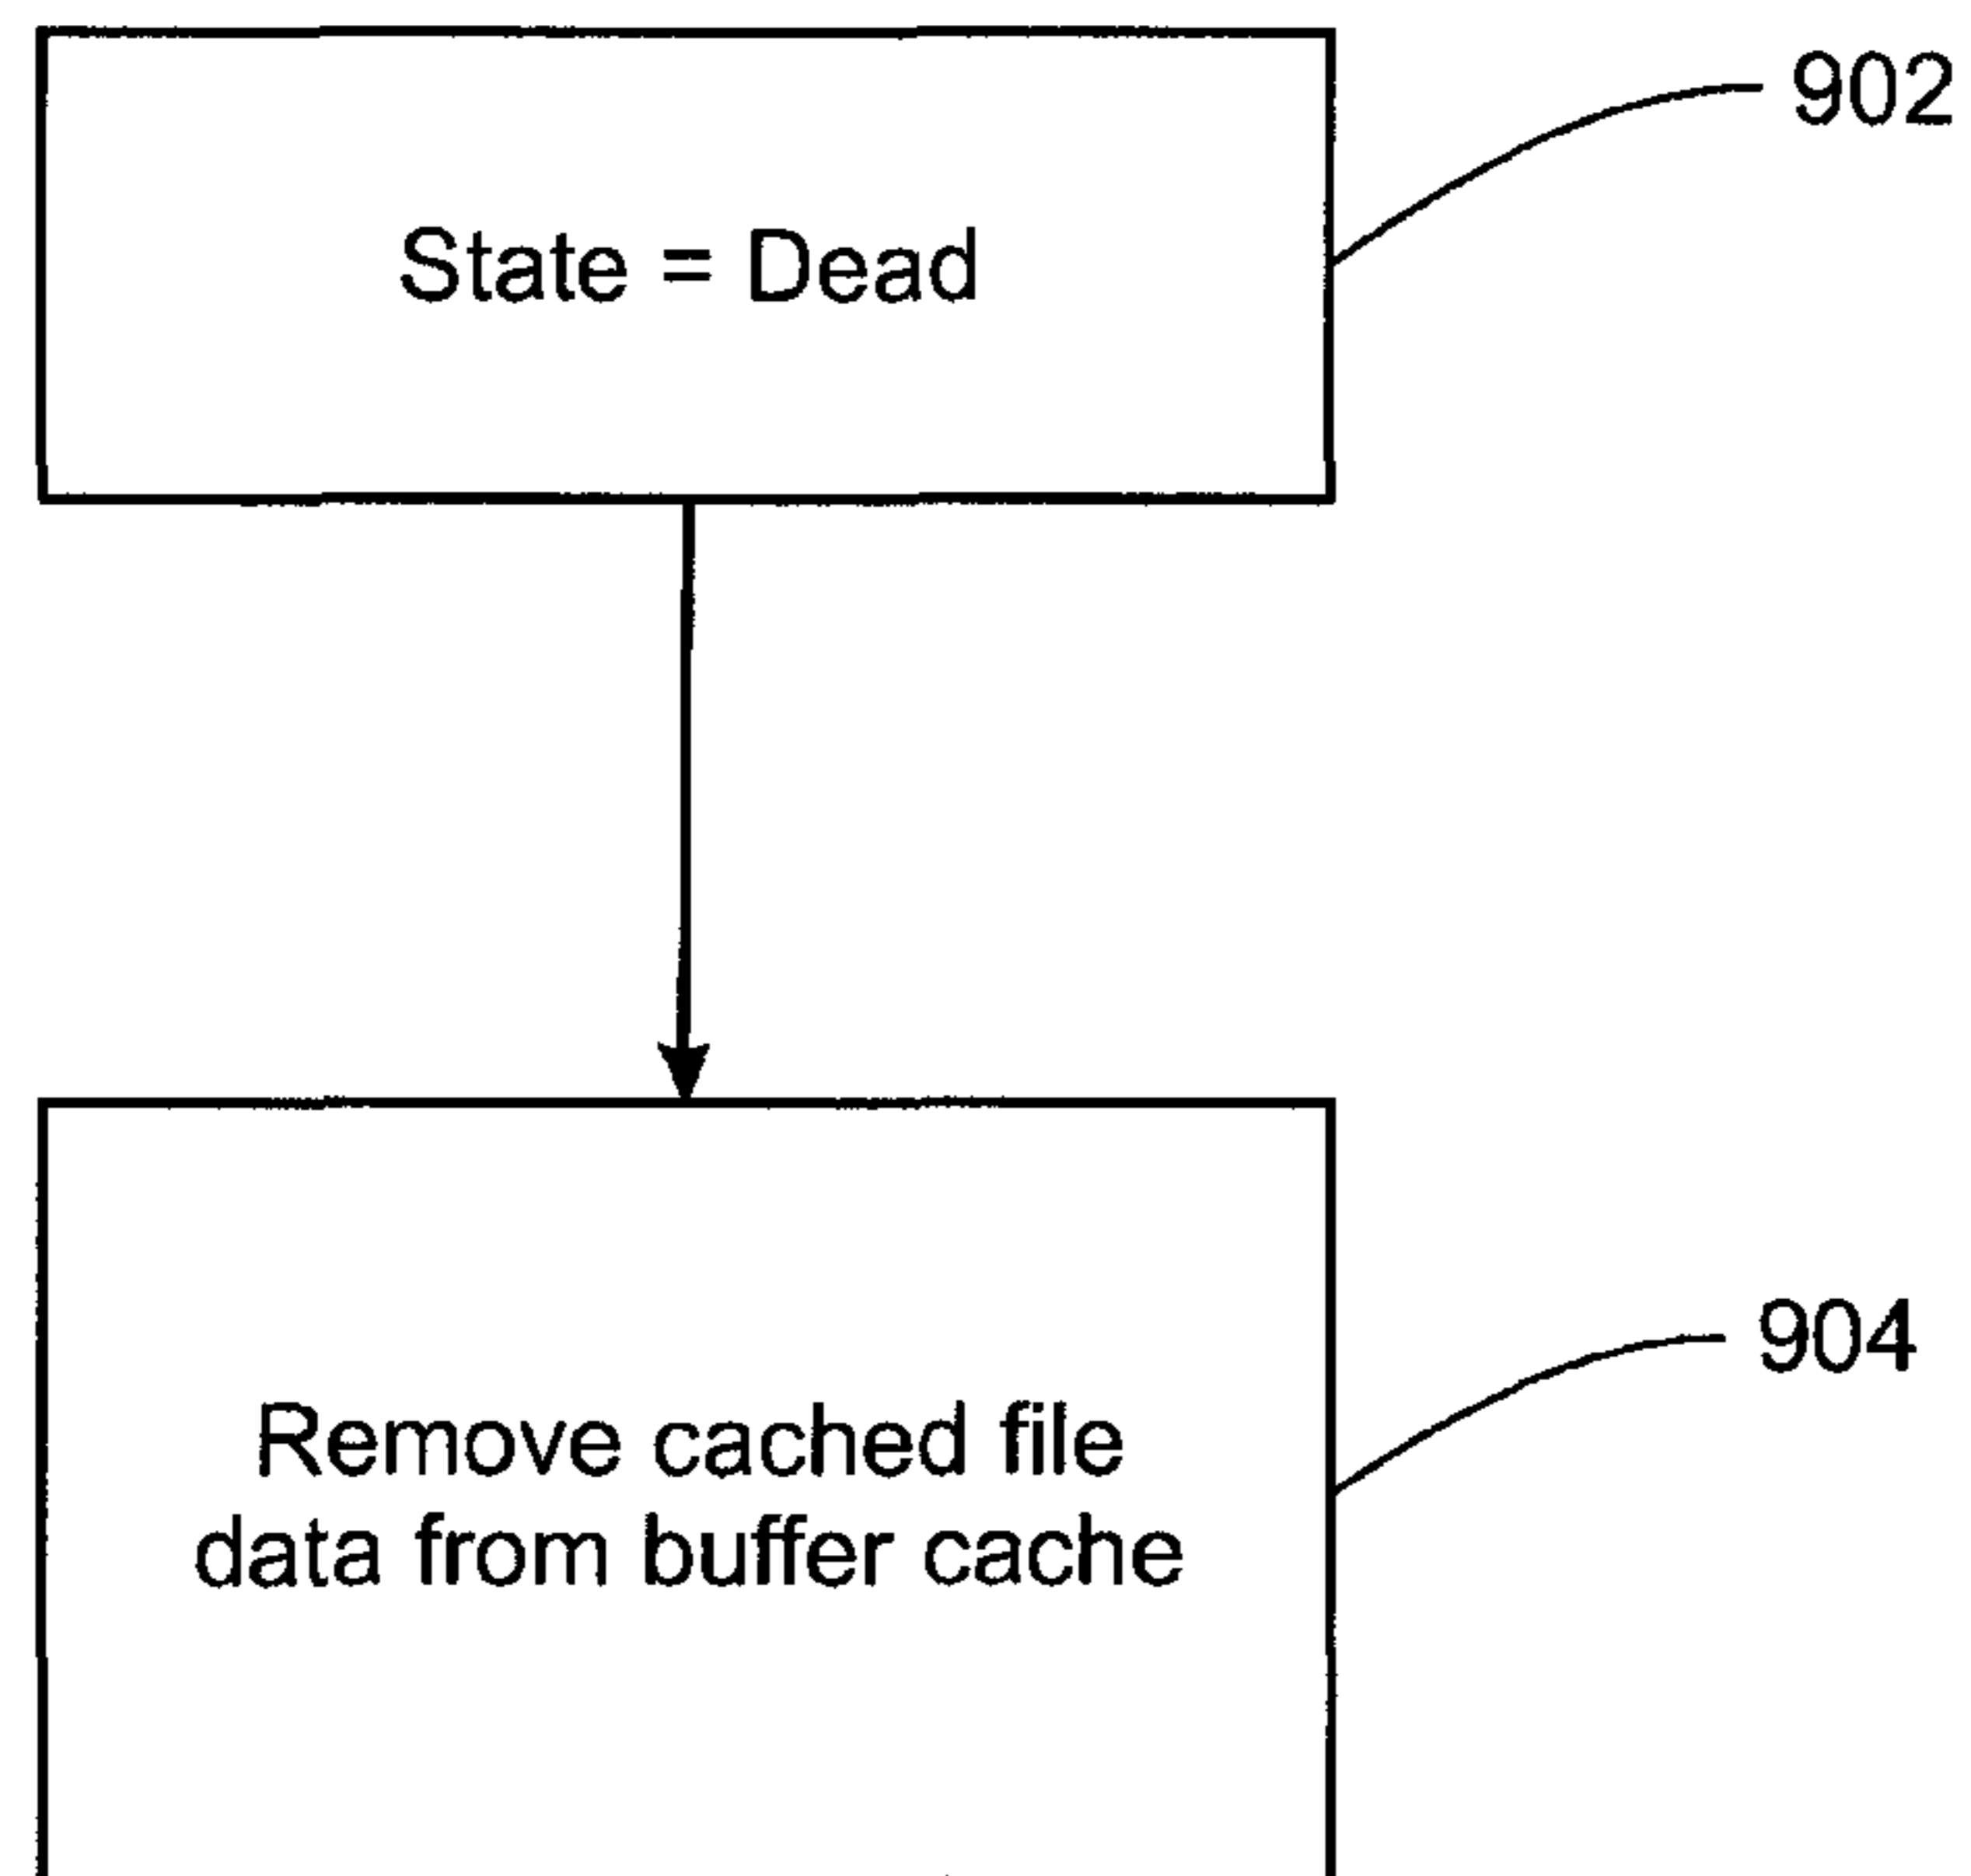 902
State = Dead
904
Remove cached file
data from buffer cache